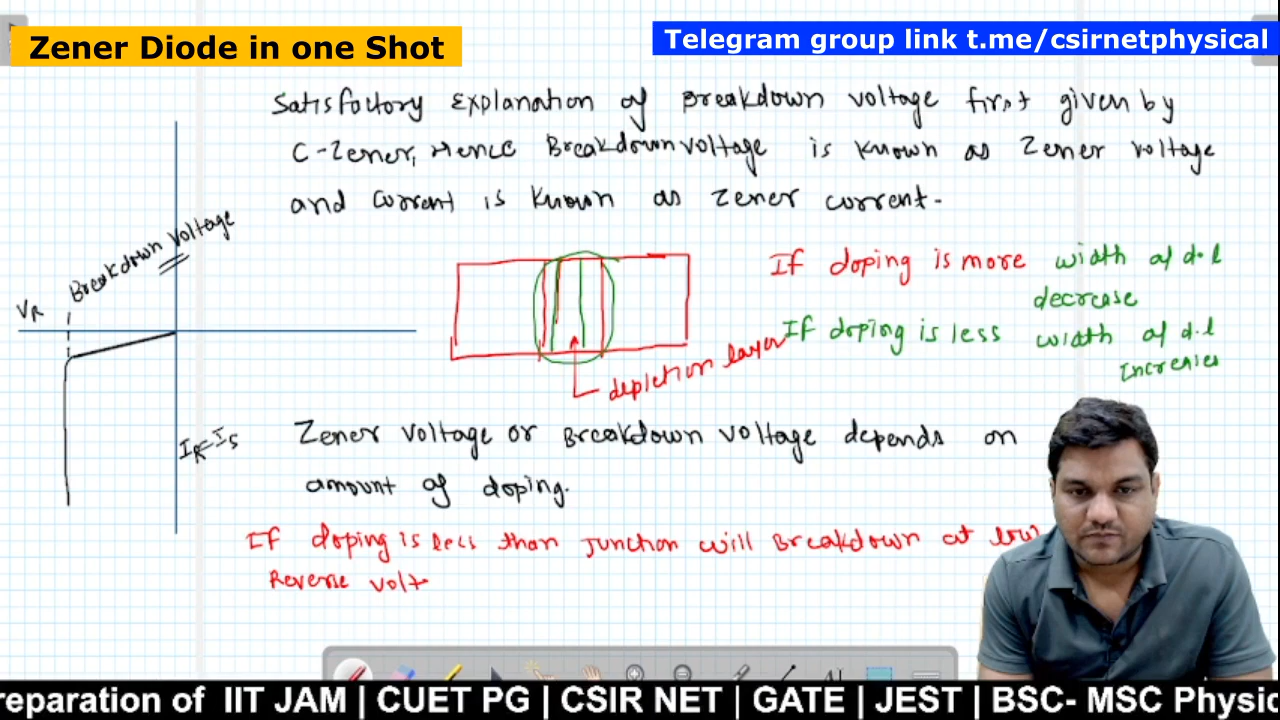 Zener Diode in one Shot
Telegram group link t.me/csirnetphysical
Satisfactory Explanation of Breakdown voltage first given by
C-Zener, Hence Breakdown voltage is known as Zener voltage
and current is known as Zener current.
Breakdown Voltage
VR
IR=IS
depletion layer
If doping is more width of d.l
decrease
If doping is less width of d.l
increases
Zener voltage or Breakdown voltage depends on
amount of doping.
If doping is less than junction will Breakdown at low
Reverse volt
reparation of IIT JAM | CUET PG | CSIR NET | GATE | JEST | BSC- MSC Physic